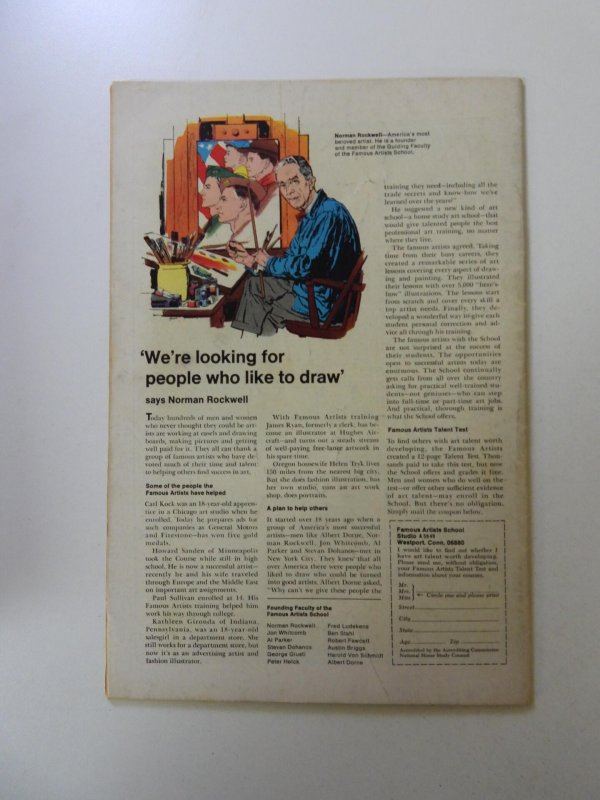 Norman Rockwell—America's most
beloved artist. He is a founder
and member of the Guiding Faculty
of the Famous Artists School.
'We're looking for
people who like to draw'
says Norman Rockwell
Today hundreds of men and women
who never thought they could be art-
ists are working at easels and drawing
boards, making pictures and getting
well paid for it. They all can thank a
group of famous artists who have de-
voted much of their time and talent
to helping others find success in art.
Some of the people the
Famous Artists have helped
Carl Kock was an 18-year-old appren-
tice in a Chicago art studio when he
enrolled. Today he prepares ads for
such companies as General Motors
and Firestone—has won five gold
medals.
Howard Sanden of Minneapolis
took the Course while still in high
school. He is now a successful artist—
recently he and his wife traveled
through Europe and the Middle East
on important art assignments.
Paul Sullivan enrolled at 14. His
Famous Artists training helped him
work his way through college.
Kathleen Gironda of Indiana,
Pennsylvania, was an 18-year-old
salesgirl in a department store. She
still works for a department store, but
now it's as an advertising artist and
fashion illustrator.
With Famous Artists training
James Ryan, formerly a clerk, has be-
come an illustrator at Hughes Air-
craft—and turns out a steady stream
of well-paying free-lance artwork in
his spare time.
Oregon housewife Helen Tryk lives
150 miles from the nearest big city.
But she does fashion illustration, has
her own studio, runs an art work
shop, does portraits.
A plan to help others
It started over 18 years ago when a
group of America's most successful
artists—men like Albert Dorne, Nor-
man Rockwell, Jon Whitcomb, Al
Parker and Stevan Dohanos—met in
New York City. They knew that all
over America there were people who
liked to draw who could be turned
into good artists. Albert Dorne asked,
"Why can't we give these people the
Founding Faculty of the
Famous Artists School
Norman Rockwell
Jon Whitcomb
Al Parker
Stevan Dohanos
George Giusti
Peter Helck
Fred Ludekens
Ben Stahl
Robert Fawcett
Austin Briggs
Harold Von Schmidt
Albert Dorne
training they need—including all the
trade secrets and know-how we've
learned over the years?"
He suggested a new kind of art
school—a home study art school—that
would give talented people the best
professional art training, no matter
where they live.
The famous artists agreed. Taking
time from their busy careers, they
created a remarkable series of art
lessons covering every aspect of draw-
ing and painting. They illustrated
their lessons with over 5,000 "here's-
how" illustrations. The lessons start
from scratch and cover every skill a
top artist needs. Finally, they de-
veloped a wonderful way to give each
student personal correction and ad-
vice all through his training.
The famous artists with the School
are not surprised at the success of
their students. The opportunities
open to successful artists today are
enormous. The School continually
gets calls from all over the country
asking for practical well-trained stu-
dents—not geniuses—who can step
into full-time or part-time art jobs.
And practical, thorough training is
what the School offers.
Famous Artists Talent Test
To find others with art talent worth
developing, the Famous Artists
created a 12-page Talent Test. Thou-
sands paid to take this test, but now
the School offers and grades it free.
Men and women who do well on the
test—or offer other sufficient evidence
of art talent—may enroll in the
School. But there's no obligation.
Simply mail the coupon below.
Famous Artists School
Studio
Westport, Conn. 06880
I would like to find out whether I
have art talent worth developing.
Please send me, without obligation,
your Famous Artists Talent Test and
information about your courses.
Mr.
Mrs.
Miss ← Circle one and please print
Street
City
State
Age Zip
Accredited by the Accrediting Commission
National Home Study Council